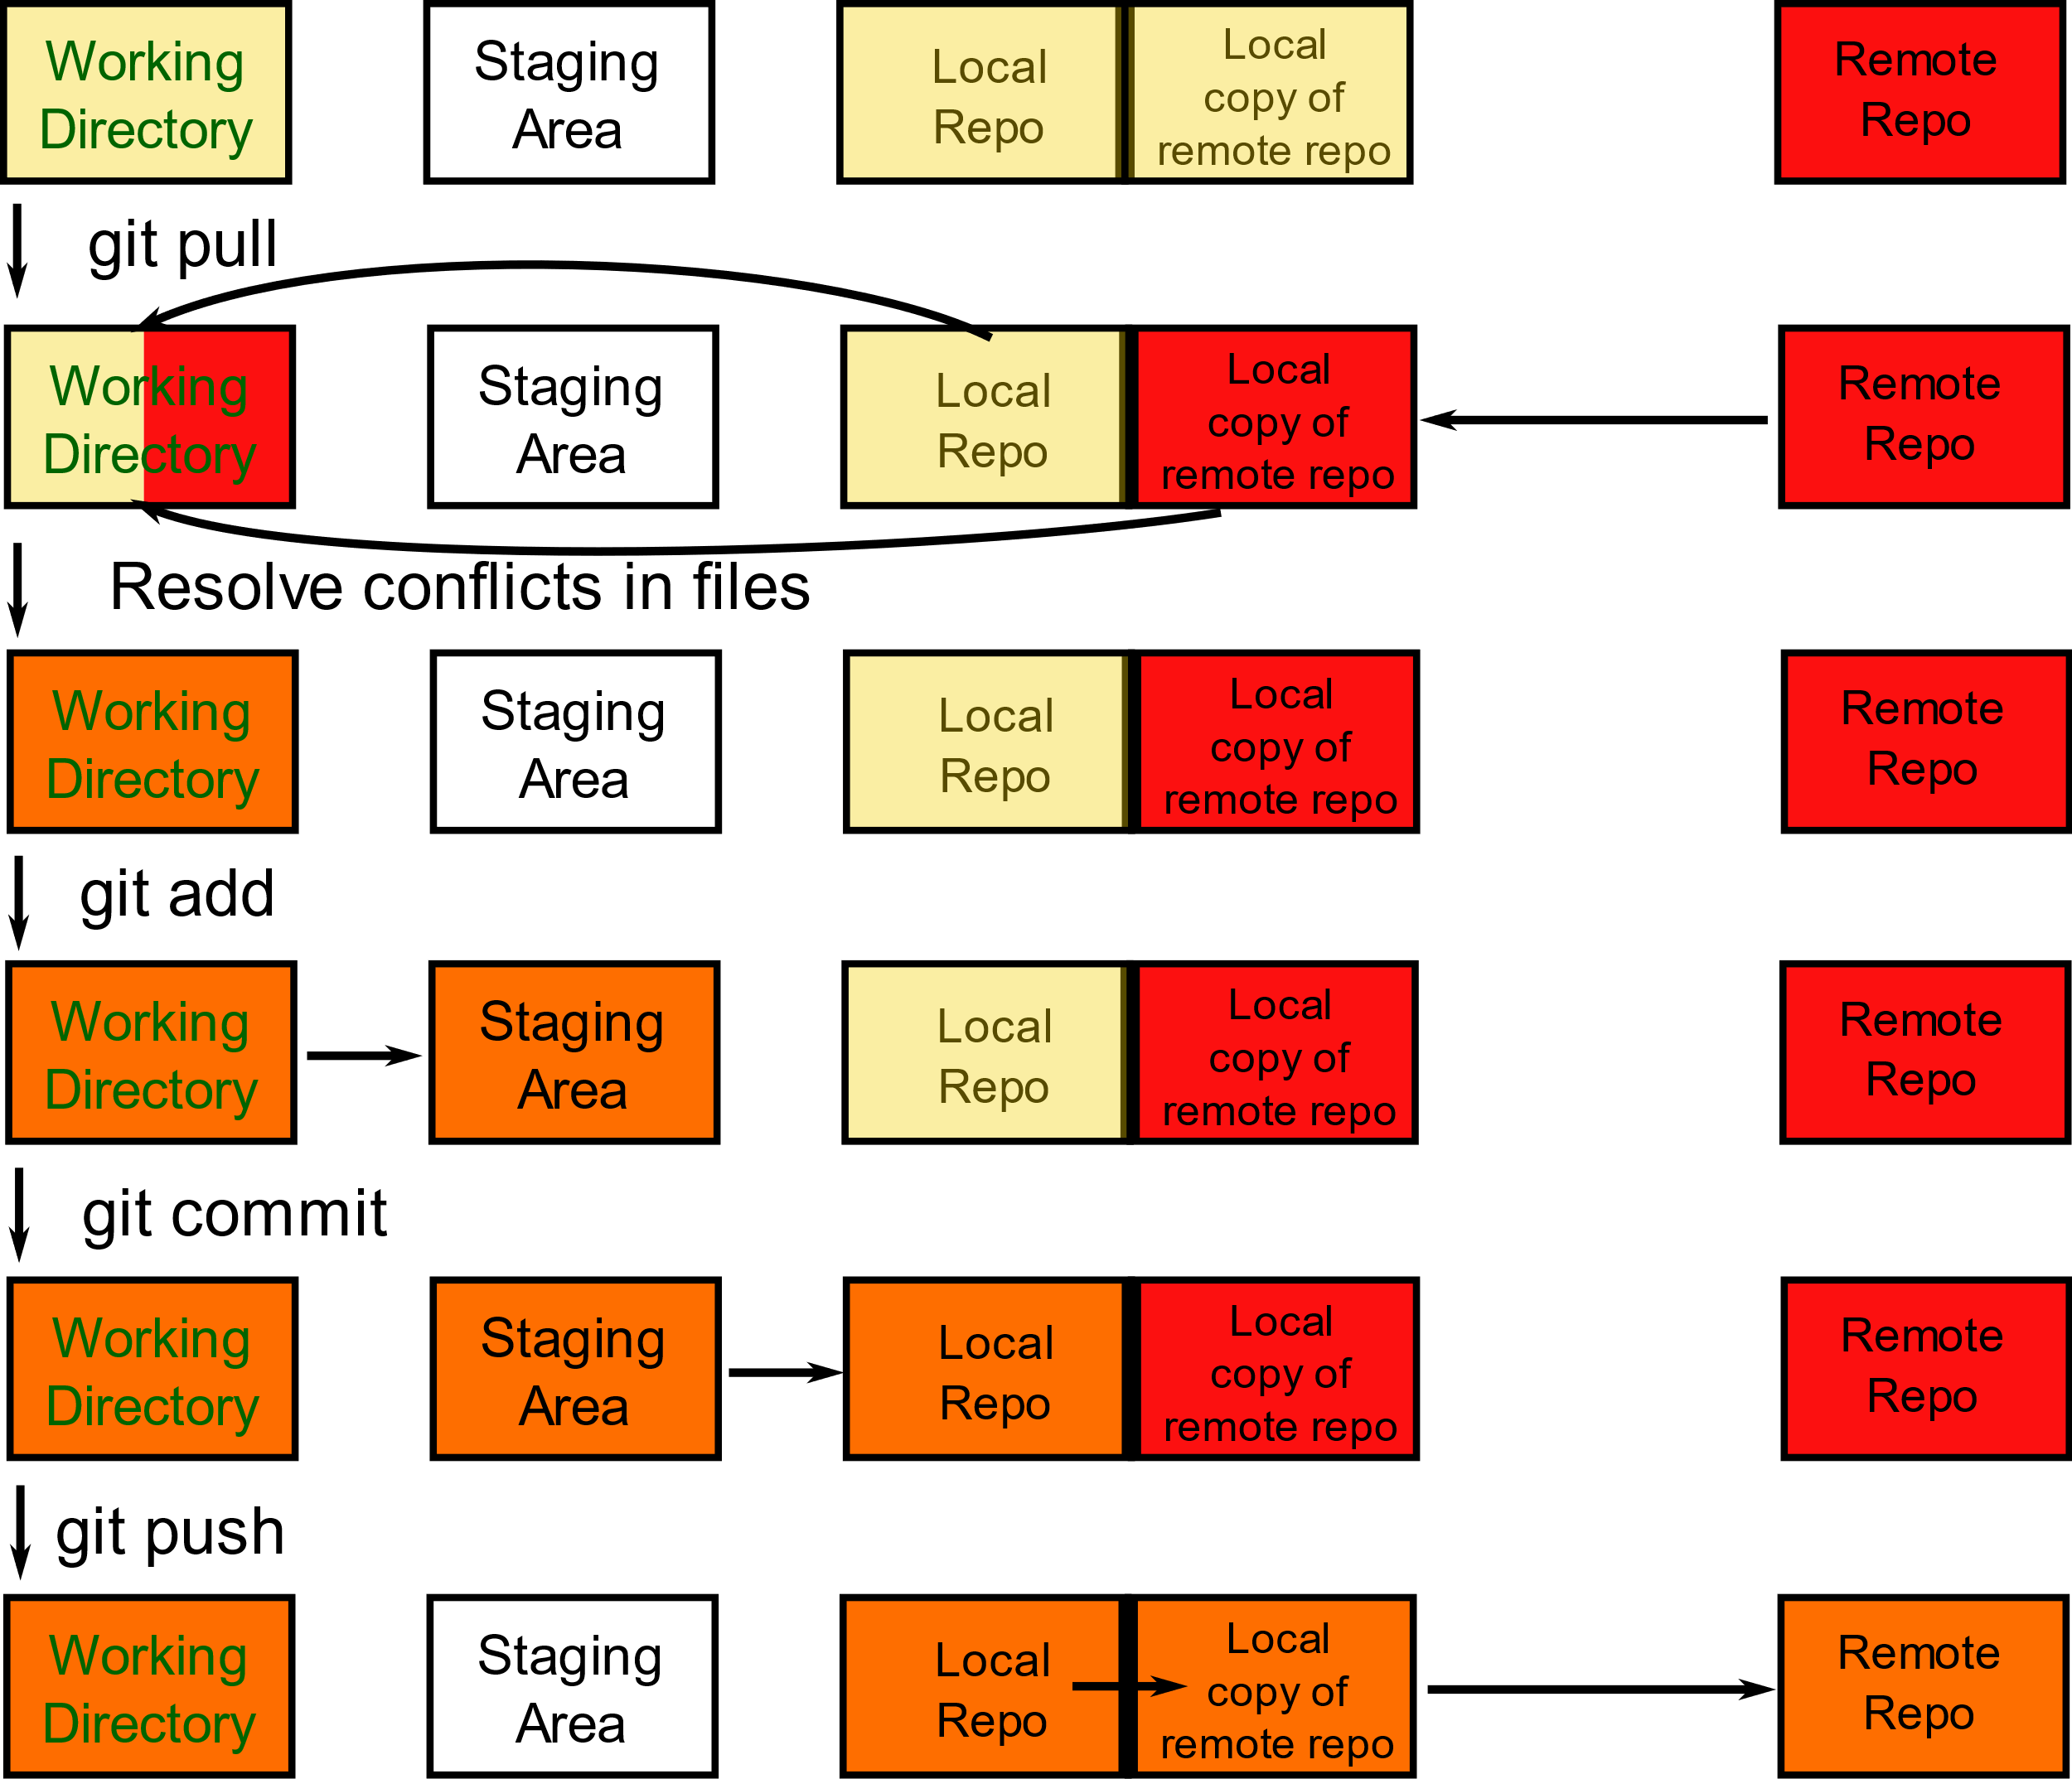 Working
Directory
Staging
Area
Local
Repo
Local
copy of
remote repo
Remote
Repo
git pull
Working
Directory
Staging
Area
Local
Repo
Local
copy of
remote repo
Remote
Repo
Resolve conflicts in files
Working
Directory
Staging
Area
Local
Repo
Local
copy of
remote repo
Remote
Repo
git add
Working
Directory
Staging
Area
Local
Repo
Local
copy of
remote repo
Remote
Repo
git commit
Working
Directory
Staging
Area
Local
Repo
Local
copy of
remote repo
Remote
Repo
git push
Working
Directory
Staging
Area
Local
Repo
Local
copy of
remote repo
Remote
Repo